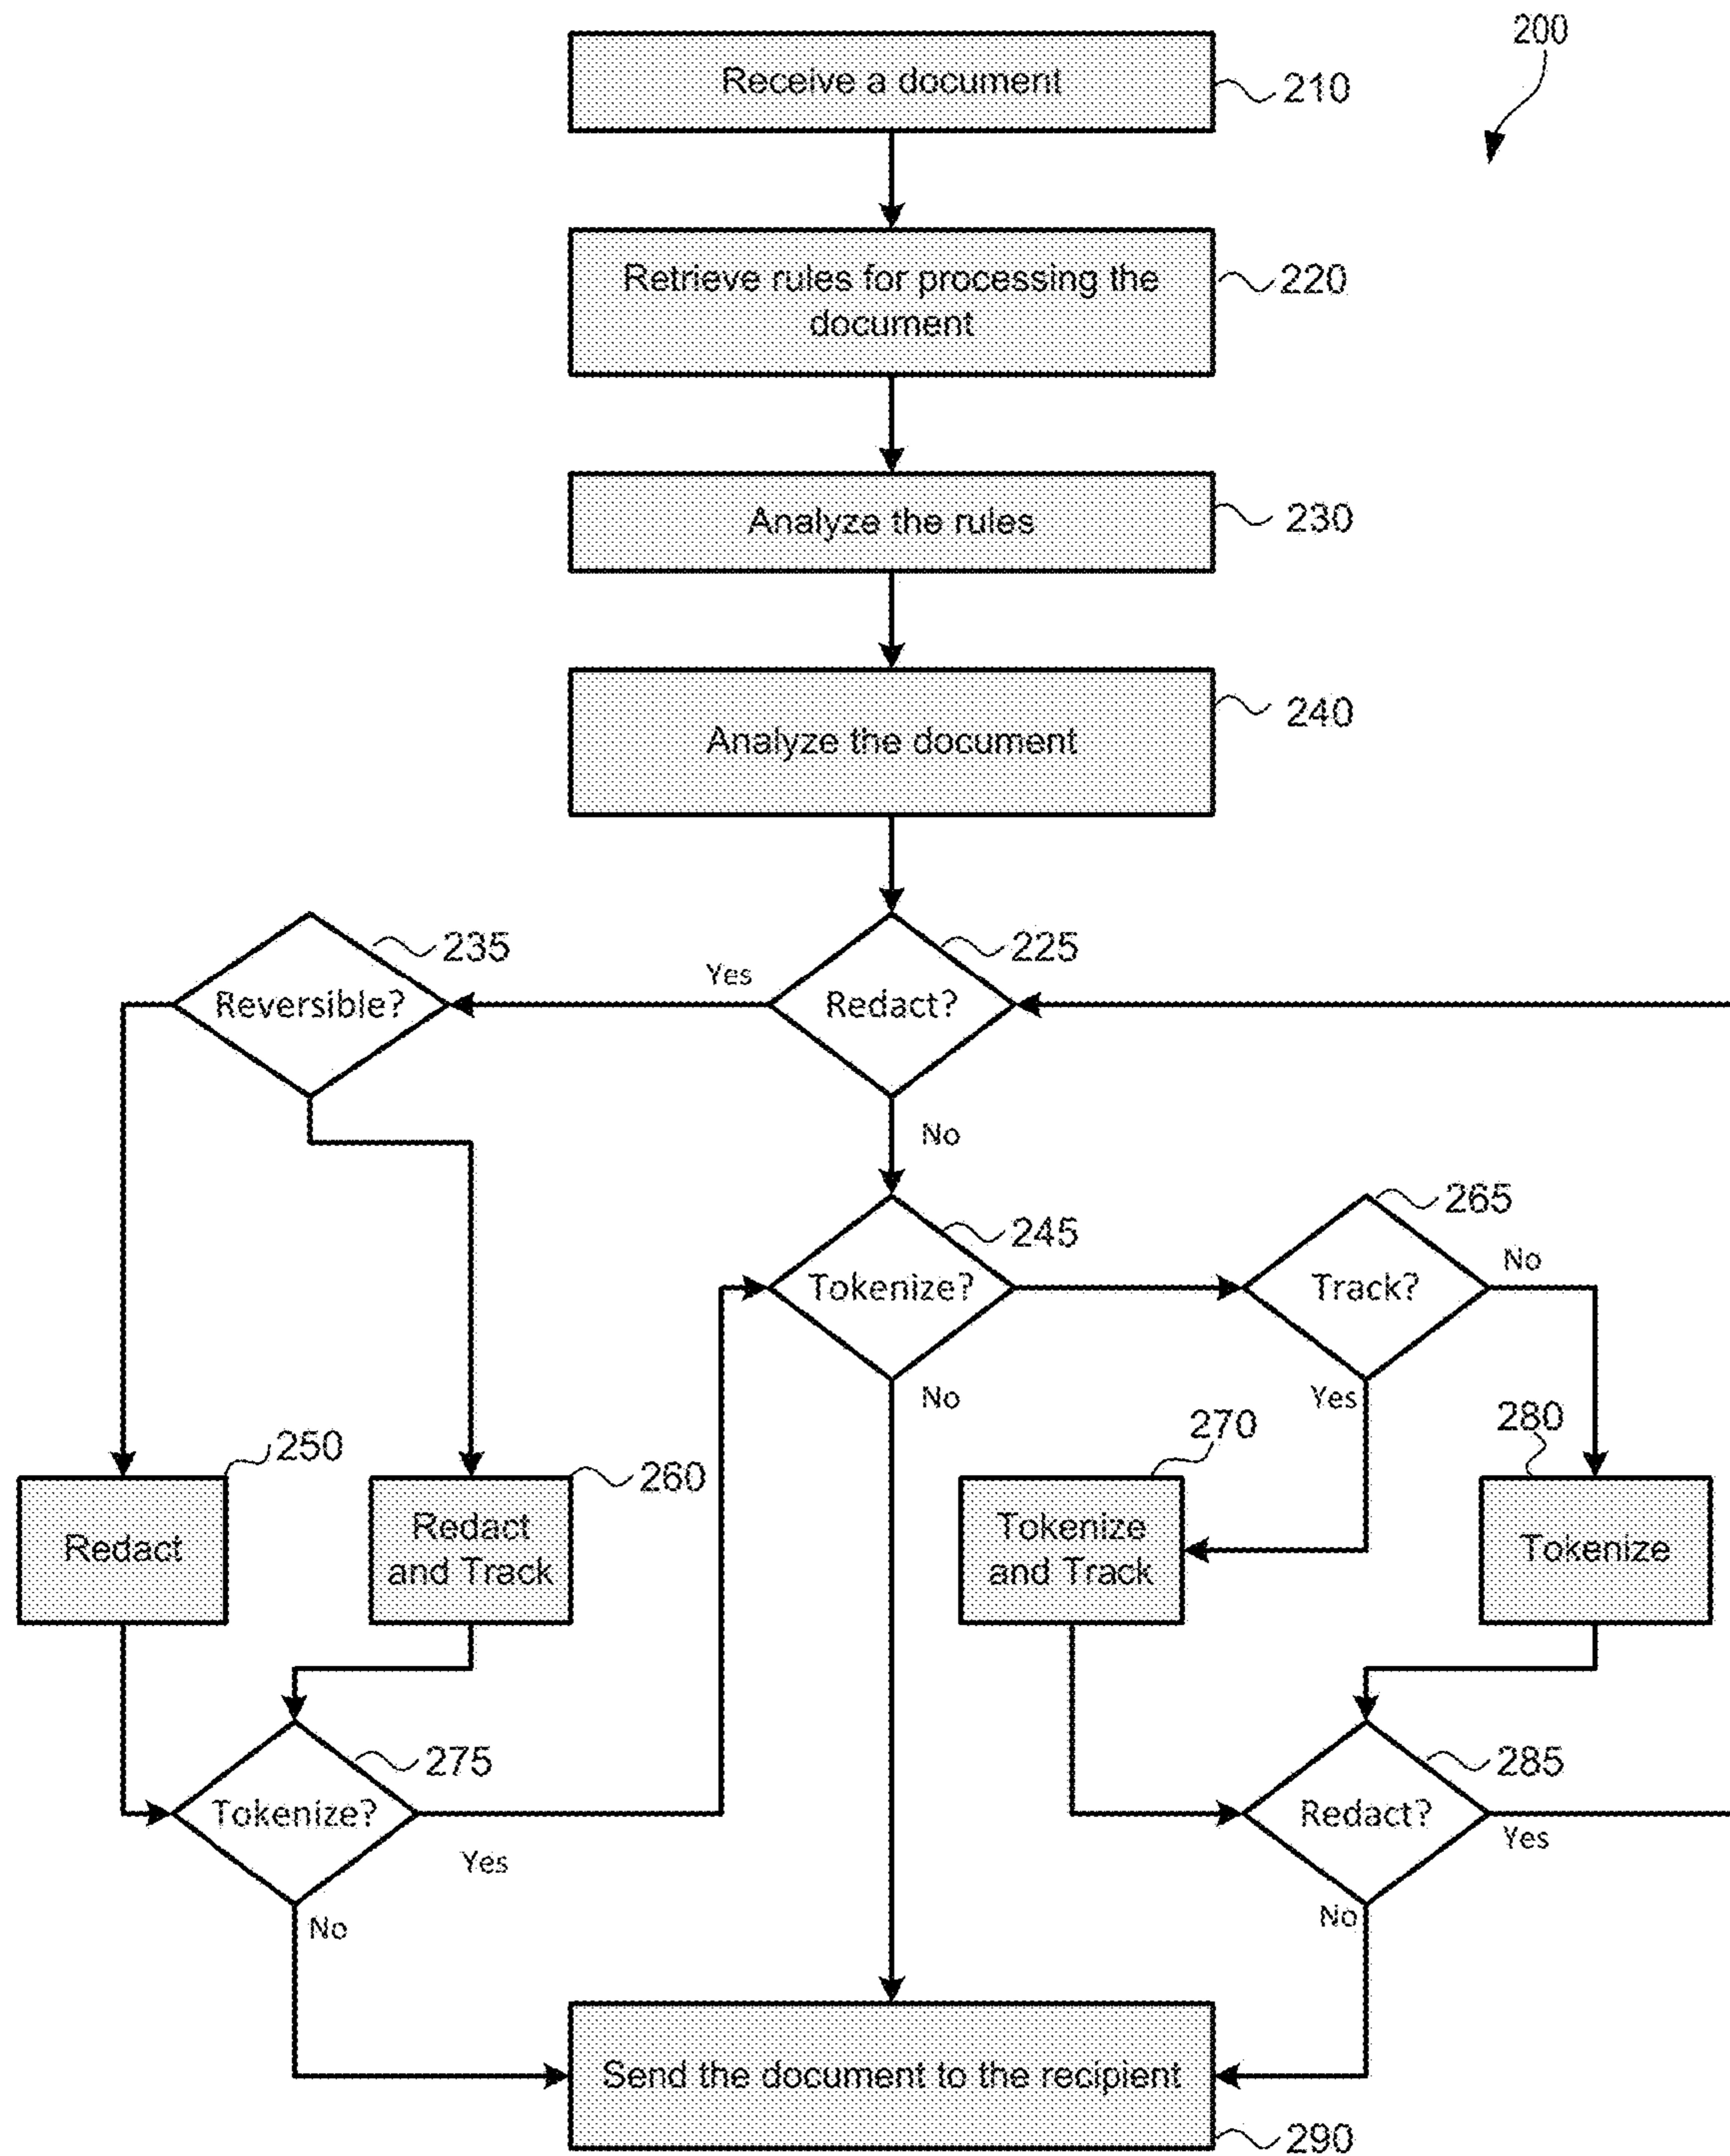 200
Receive a document
210
Retrieve rules for processing the
document
220
Analyze the rules
230
Analyze the document
240
235
225
Yes
Reversible?
Redact?
No
265
245
No
Tokenize?
Track?
No
Yes
270
280
250
260
Redact
Redact
and Track
Tokenize
and Track
Tokenize
275
285
Tokenize?
Redact?
Yes
Yes
No
No
Send the document to the recipient
290